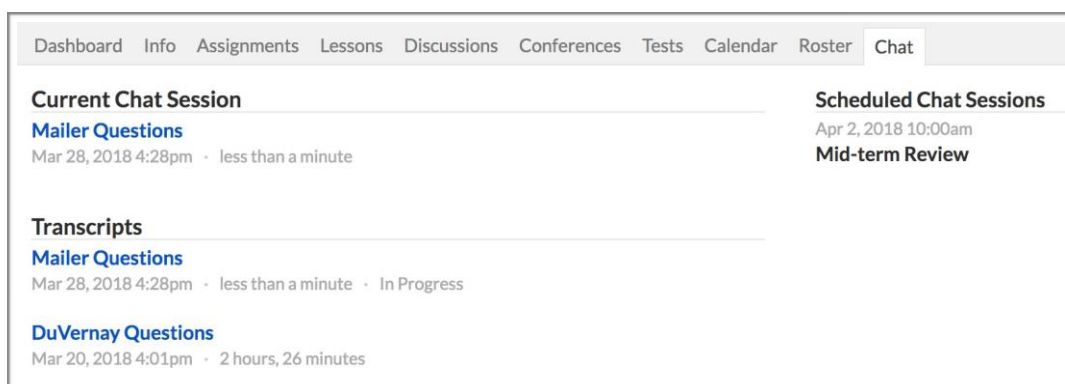 Dashboard Info Assignments Lessons Discussions Conferences Tests Calendar Roster Chat
Current Chat Session
Mailer Questions
Mar 28, 2018 4:28pm · less than a minute
Transcripts
Mailer Questions
Mar 28, 2018 4:28pm · less than a minute · In Progress
DuVernay Questions
Mar 20, 2018 4:01pm · 2 hours, 26 minutes
Scheduled Chat Sessions
Apr 2, 2018 10:00am
Mid-term Review